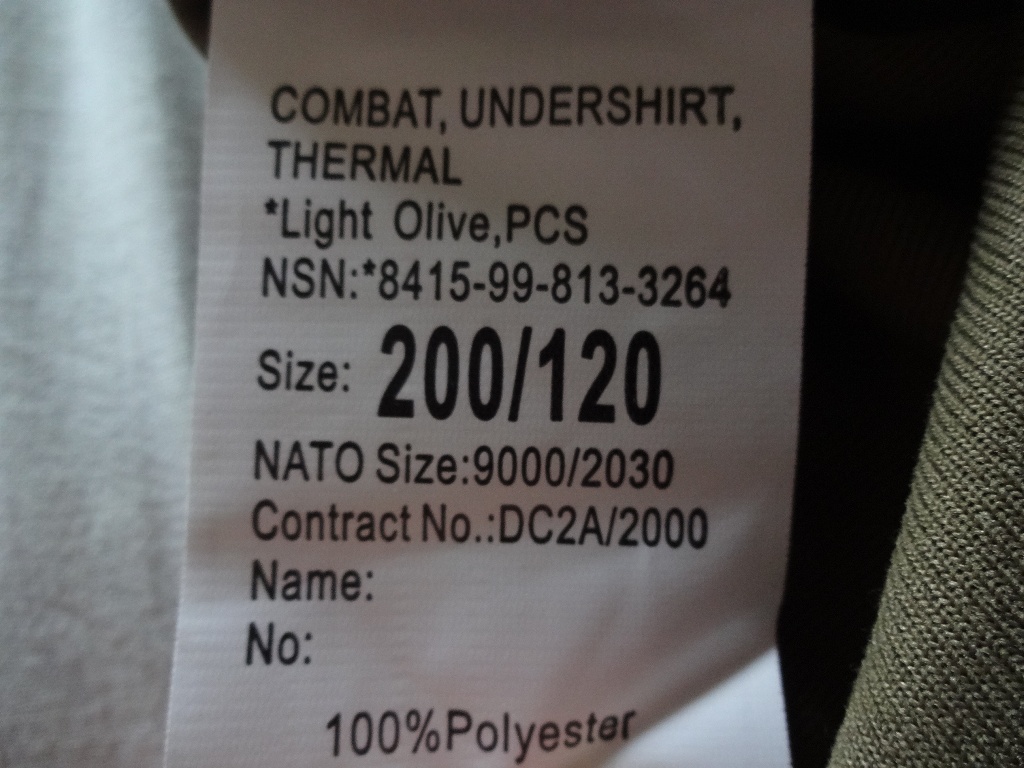 COMBAT, UNDERSHIRT,
THERMAL
*Light Olive,PCS
NSN:*8415-99-813-3264
Size: 200/120
NATO Size:9000/2030
Contract No.:DC2A/2000
Name:
No:
100%Polyester